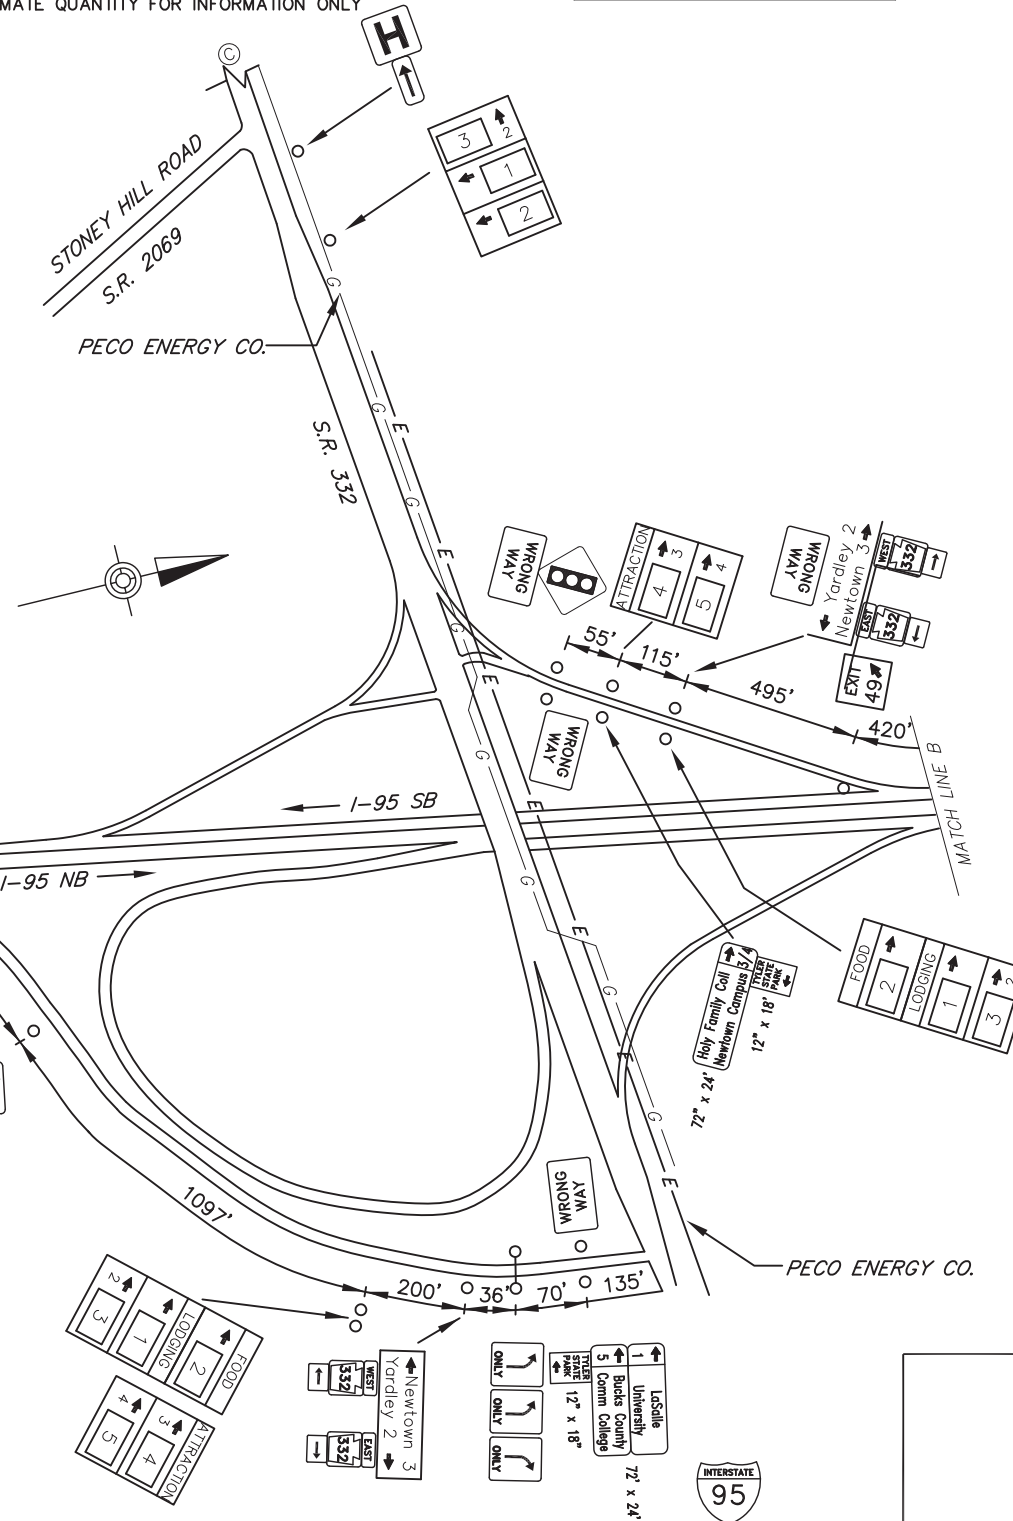 MATE QUANTITY FOR INFORMATION ONLY
C
H
3
2
1
2
STONEY HILL ROAD
S.R. 2069
PECO ENERGY CO.
G
E
G
S.R. 332
G
E
WRONG
WAY
ATTRACTION
4
3
5
4
WRONG
WAY
Yardley 2
Newtown 3
WEST
332
EAST
332
EXIT
49
55'
115'
495'
420'
G
E
WRONG
WAY
G
E
MATCH LINE B
I-95 SB
I-95 NB
G
E
G
E
FOOD
2
LODGING
1
3
2
Holy Family Coll
Newtown Campus 3/4
TYLER
STATE
PARK
12" x 18'
72" x 24'
G
E
WRONG
WAY
1097'
200'
36'
70'
135'
PECO ENERGY CO.
2
3
1
LODGING
2
FOOD
4
5
3
4
ATTRACTION
WEST
332
EAST
332
Newtown 3
Yardley 2
ONLY
ONLY
ONLY
TYLER
STATE
PARK
12" x 18"
1
LaSalle
University
5
Bucks County
Comm College
72' x 24'
INTERSTATE
95